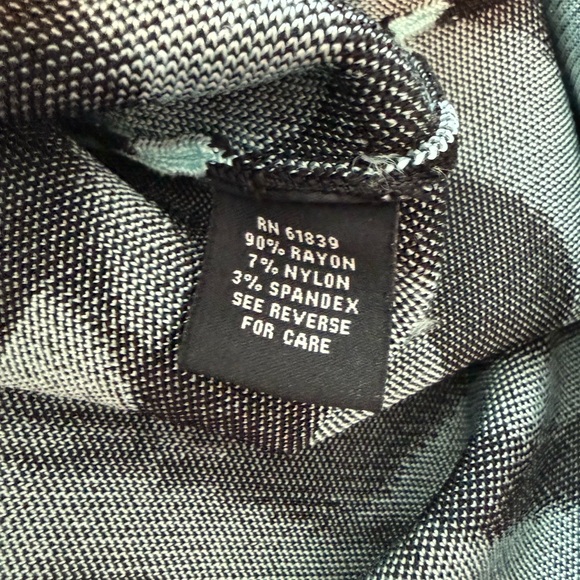 RN 61839
90% RAYON
7% NYLON
3% SPANDEX
SEE REVERSE
FOR CARE